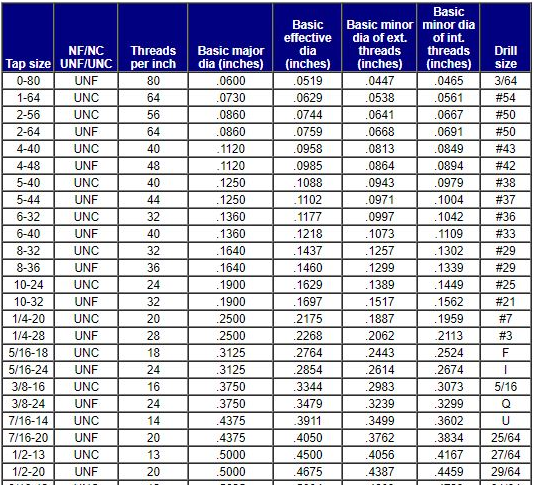 Tap size NF/NC UNF/UNC Threads per inch Basic major dia (inches) Basic effective dia (inches) Basic minor dia of ext. threads (inches) Basic minor dia of int. threads (inches) Drill size
0-80 UNF 80 .0600 .0519 .0447 .0465 3/64
1-64 UNC 64 .0730 .0629 .0538 .0561 #54
2-56 UNC 56 .0860 .0744 .0641 .0667 #50
2-64 UNF 64 .0860 .0759 .0668 .0691 #50
4-40 UNC 40 .1120 .0958 .0813 .0849 #43
4-48 UNF 48 .1120 .0985 .0864 .0894 #42
5-40 UNC 40 .1250 .1088 .0943 .0979 #38
5-44 UNF 44 .1250 .1102 .0971 .1004 #37
6-32 UNC 32 .1360 .1177 .0997 .1042 #36
6-40 UNF 40 .1360 .1218 .1073 .1109 #33
8-32 UNC 32 .1640 .1437 .1257 .1302 #29
8-36 UNF 36 .1640 .1460 .1299 .1339 #29
10-24 UNC 24 .1900 .1629 .1389 .1449 #25
10-32 UNF 32 .1900 .1697 .1517 .1562 #21
1/4-20 UNC 20 .2500 .2175 .1887 .1959 #7
1/4-28 UNF 28 .2500 .2268 .2062 .2113 #3
5/16-18 UNC 18 .3125 .2764 .2443 .2524 F
5/16-24 UNF 24 .3125 .2854 .2614 .2674 I
3/8-16 UNC 16 .3750 .3344 .2983 .3073 5/16
3/8-24 UNF 24 .3750 .3479 .3239 .3299 Q
7/16-14 UNC 14 .4375 .3911 .3499 .3602 U
7/16-20 UNF 20 .4375 .4050 .3762 .3834 25/64
1/2-13 UNC 13 .5000 .4500 .4056 .4167 27/64
1/2-20 UNF 20 .5000 .4675 .4387 .4459 29/64